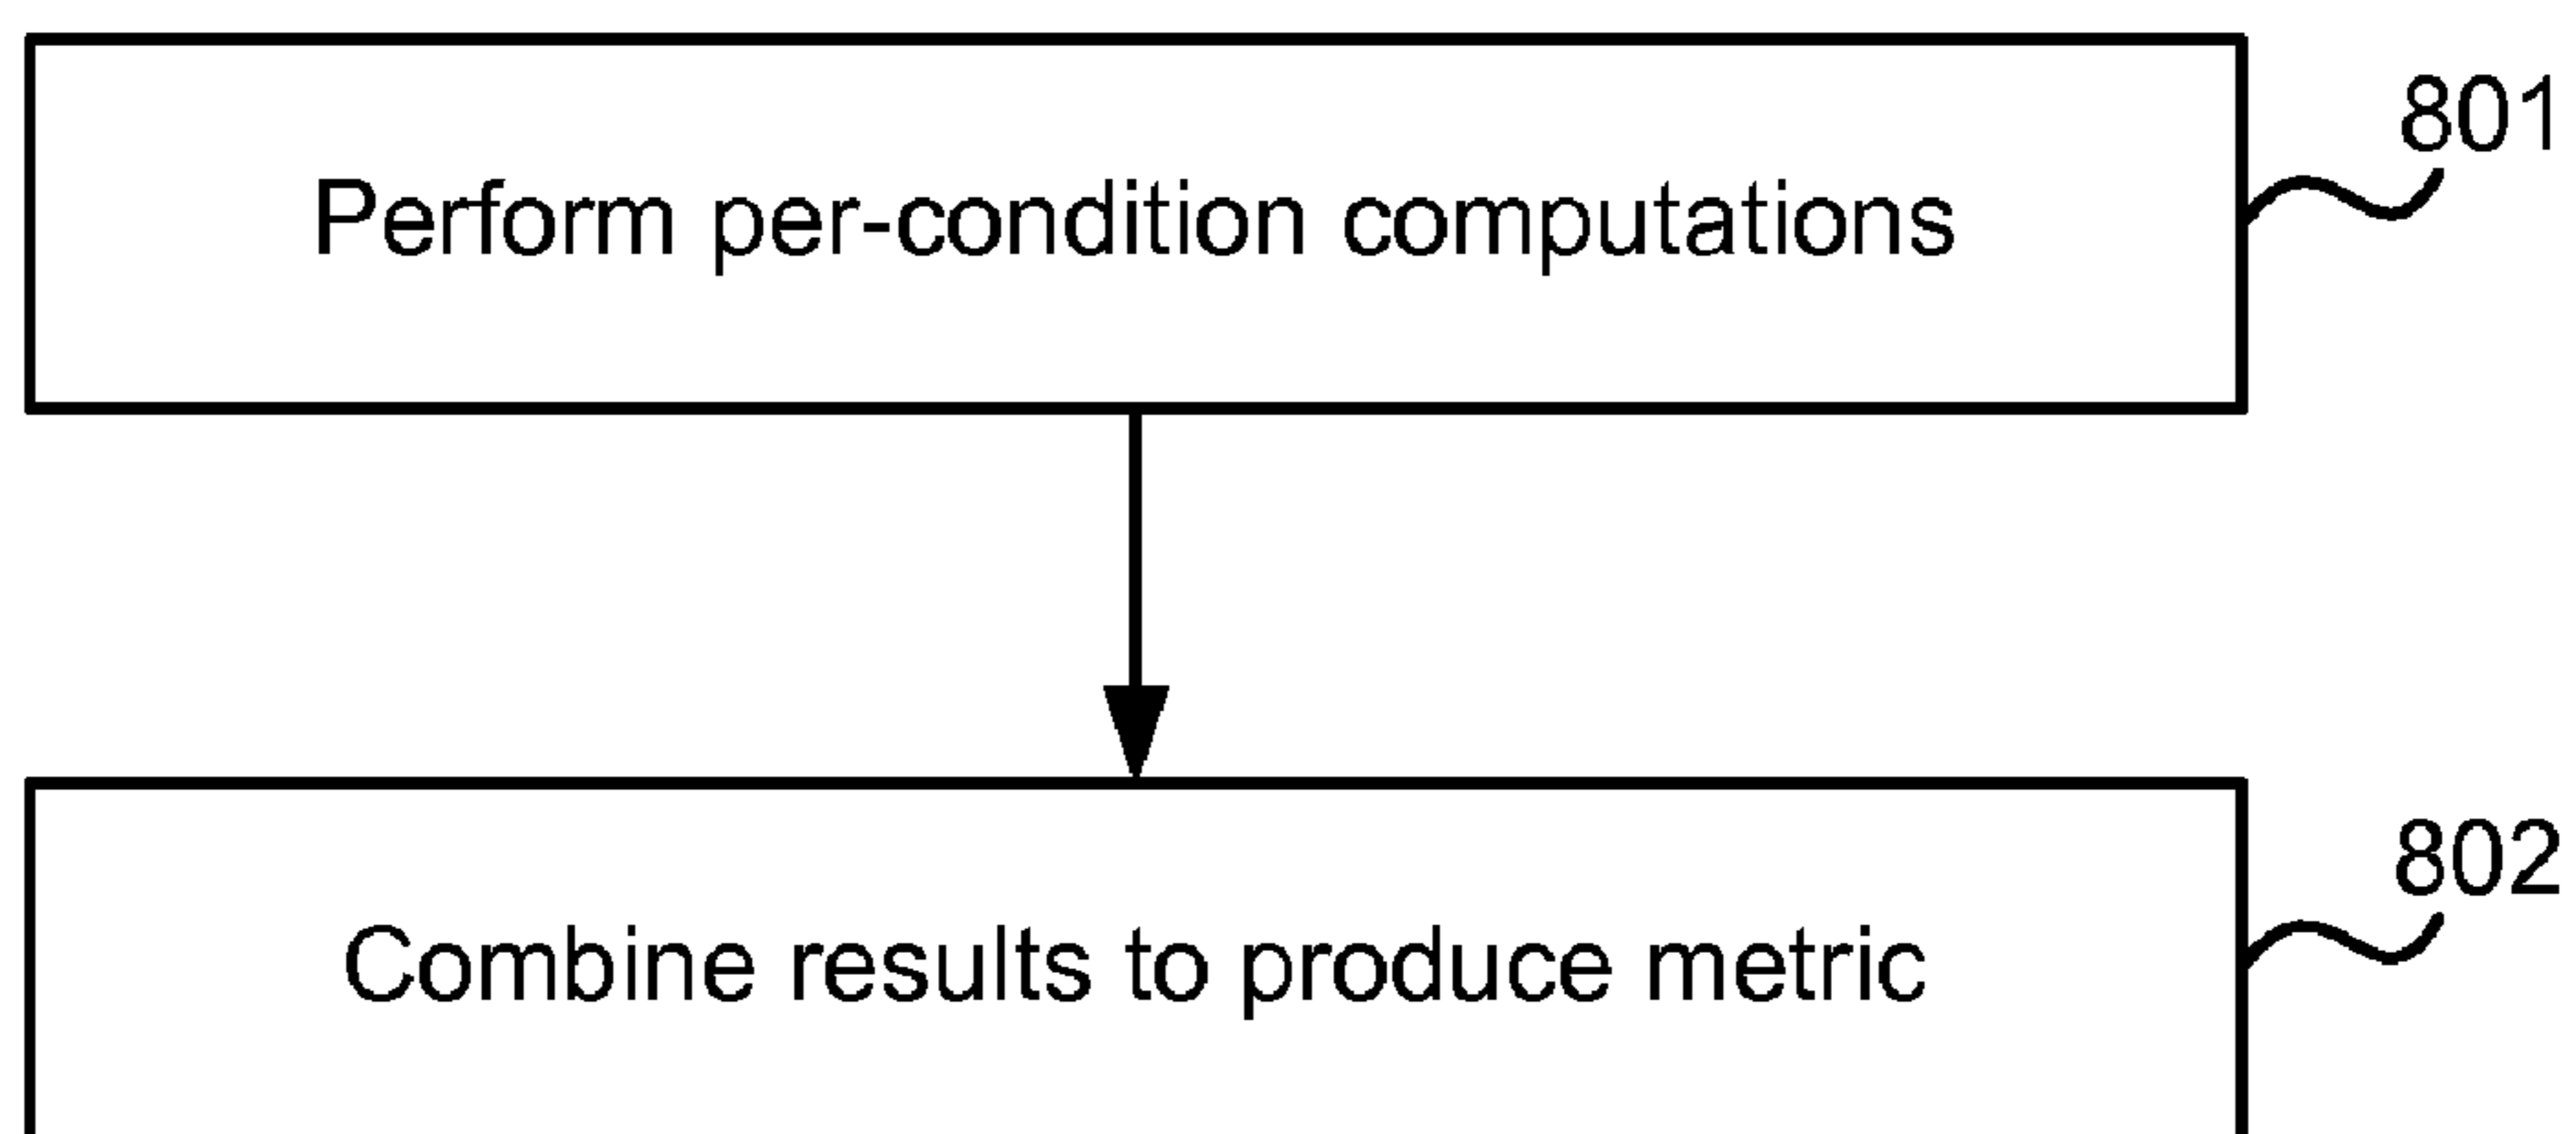 801
Perform per-condition computations
802
Combine results to produce metric